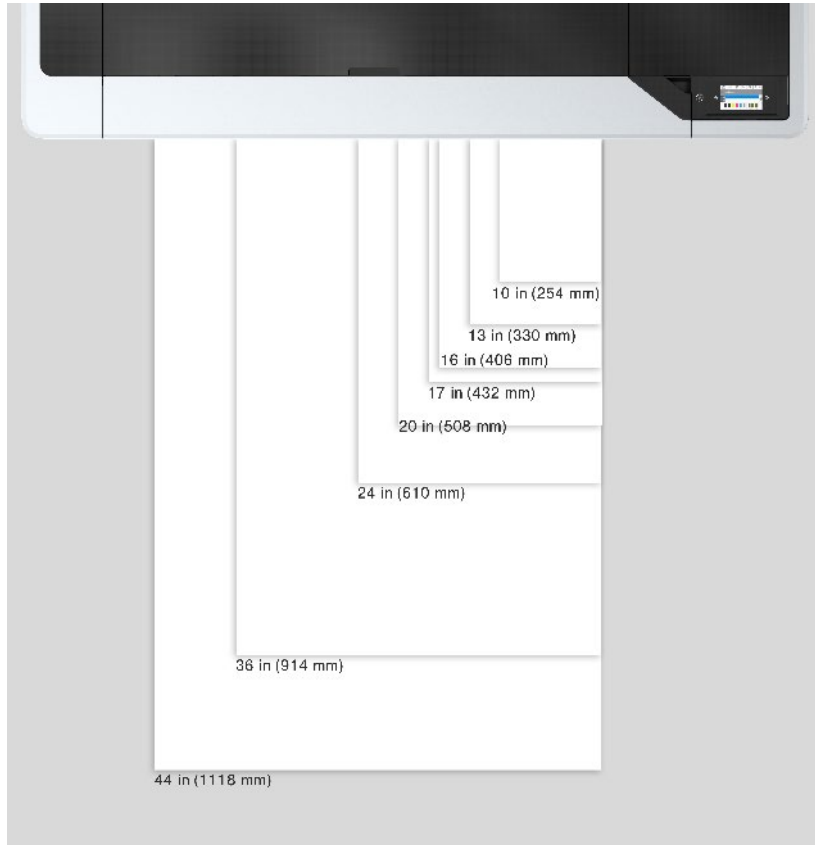 10 in (254 mm)
13 in (330 mm)
16 in (406 mm)
17 in (432 mm)
20 in (508 mm)
24 in (610 mm)
36 in (914 mm)
44 in (1118 mm)